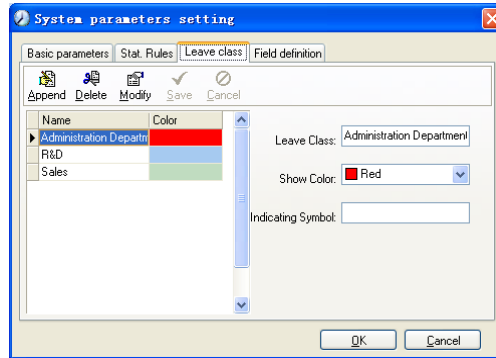 System parameters setting
Basic parameters Stat. Rules Leave class Field definition
Append Delete Modify Save Cancel
Name Color
Administration Departm
R&D
Sales
Leave Class: Administration Department
Show Color: Red
Indicating Symbol:
OK Cancel